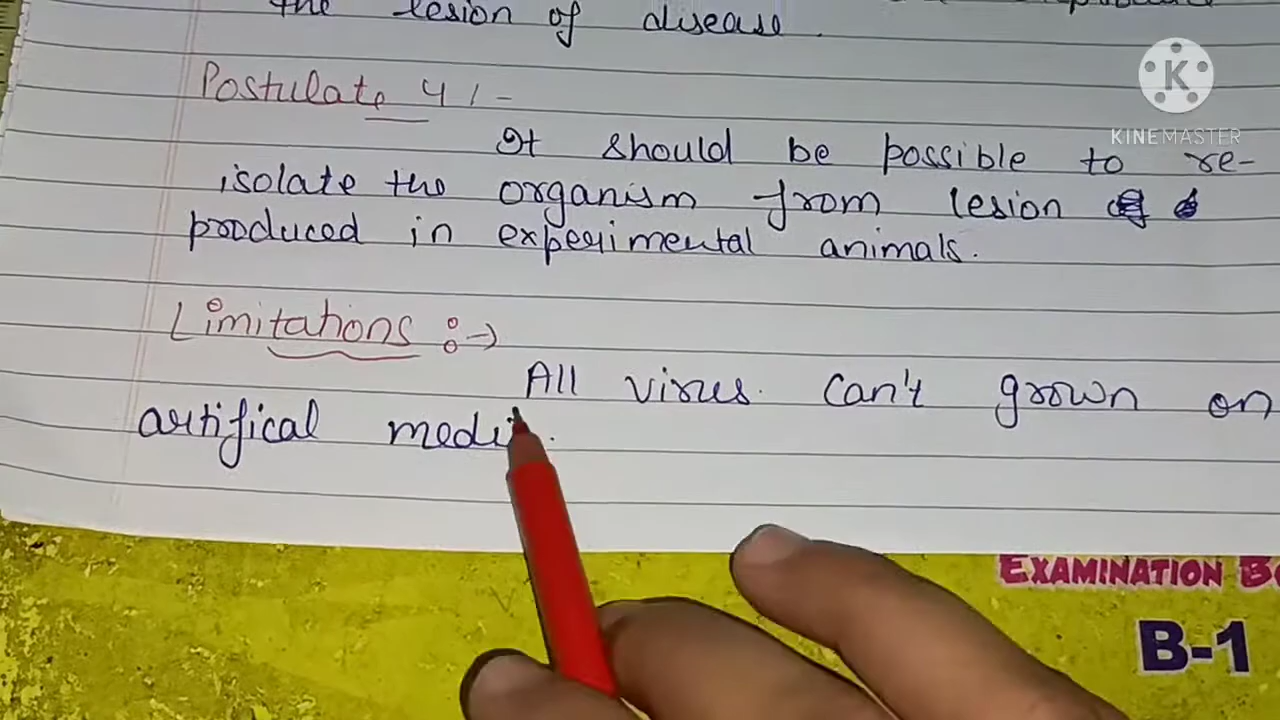 the lesion of disease.
Postulate 4 :-
It should be possible to re-
isolate the organism from lesion
produced in experimental animals.
Limitations :->
All virus. can't grown on
artifical
KINEMASTER
EXAMINATION
B-1